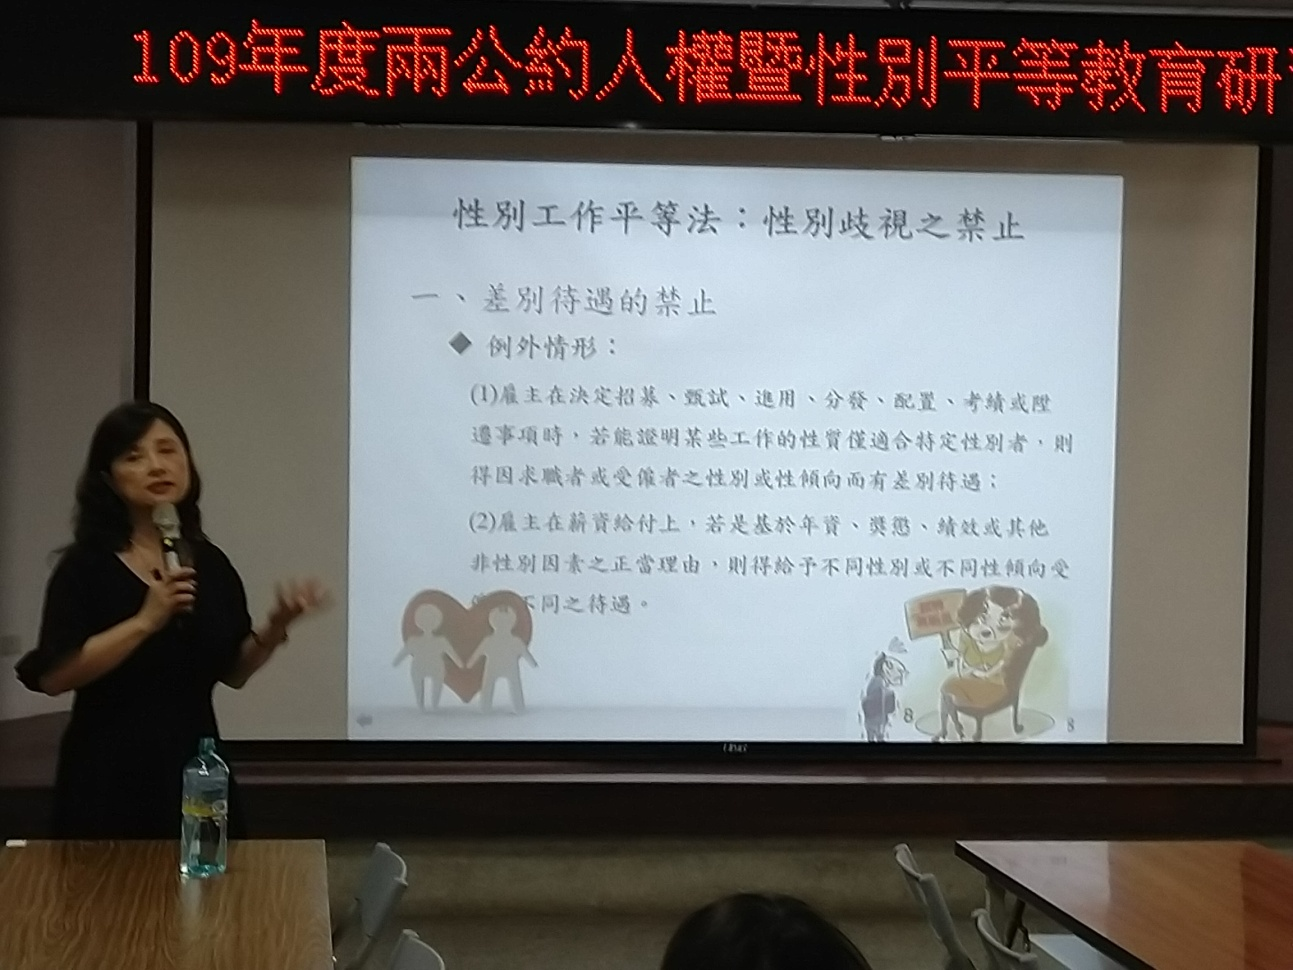 109年度兩公約人權暨性別平等教育研
性別工作平等法：性別歧視之禁止
一、差別待遇的禁止
◆ 例外情形：
(1)雇主在決定招募、甄試、進用、分發、配置、考績或陞
遷事項時，若能證明某些工作的性質僅適合特定性別者，則
得因求職者或受僱者之性別或性傾向而有差別待遇；
(2)雇主在薪資給付上，若是基於年資、獎懲、績效或其他
非性別因素之正當理由，則得給予不同性別或不同性傾向受
不同之待遇。
8
8